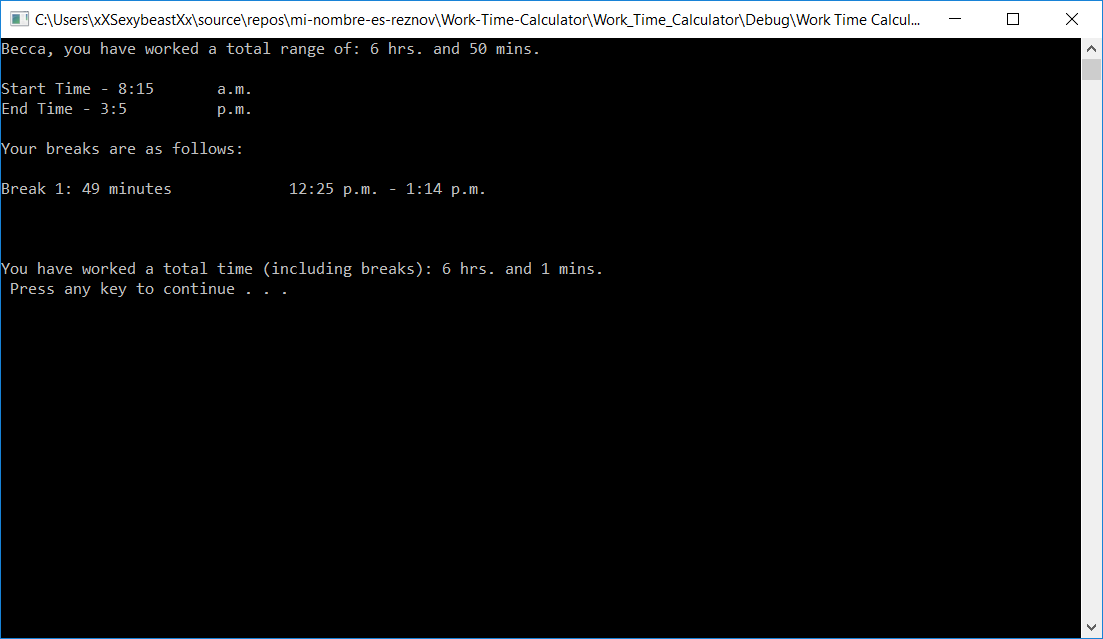 C:\Users\xXSexybeastXx\source\repos\mi-nombre-es-reznov\Work-Time-Calculator\Work_Time_Calculator\Debug\Work Time Calcul...
Becca, you have worked a total range of: 6 hrs. and 50 mins.
Start Time - 8:15       a.m.
End Time - 3:5          p.m.
Your breaks are as follows:
Break 1: 49 minutes             12:25 p.m. - 1:14 p.m.
You have worked a total time (including breaks): 6 hrs. and 1 mins.
 Press any key to continue . . .